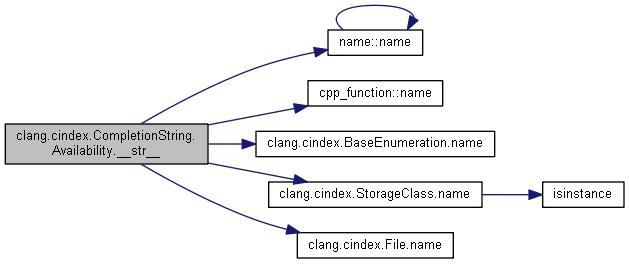 name::name
cpp_function::name
clang.cindex.CompletionString.
Availability.__str__
clang.cindex.BaseEnumeration.name
clang.cindex.StorageClass.name
isinstance
clang.cindex.File.name